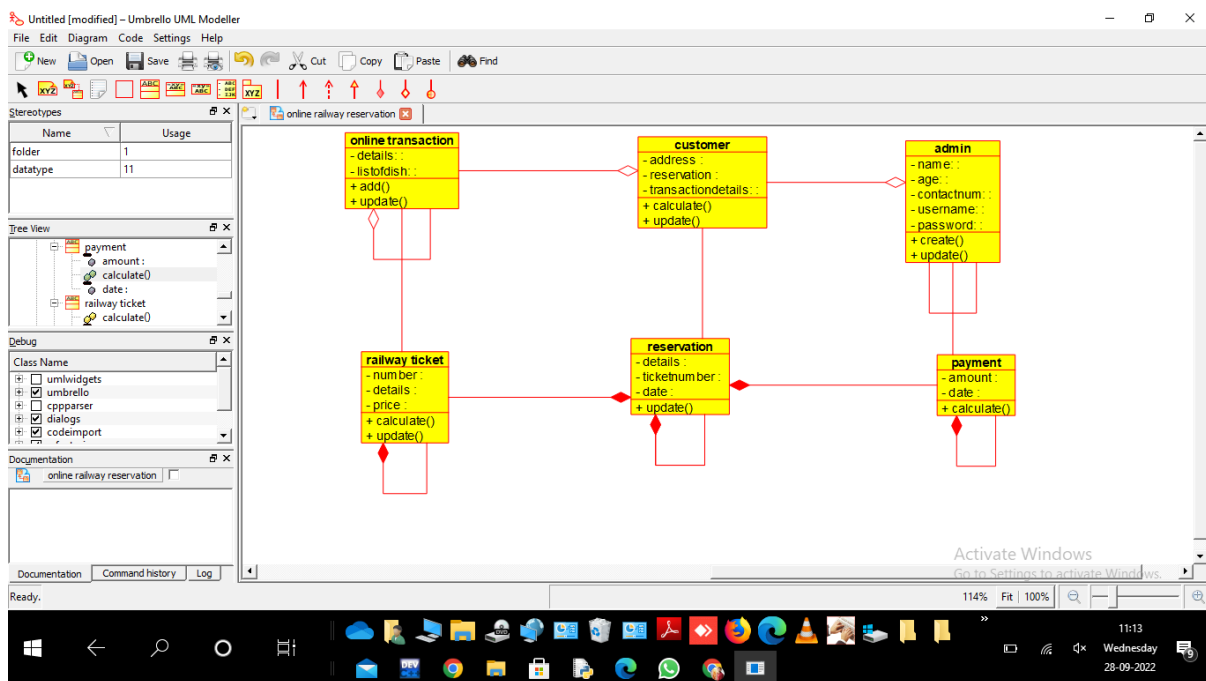 Untitled [modified] – Umbrello UML Modeller
File Edit Diagram Code Settings Help
New Open Save Cut Copy Paste Find
Stereotypes
Name Usage
folder 1
datatype 11
Tree View
payment
amount :
calculate()
date :
railway ticket
calculate()
Debug
Class Name
umlwidgets
umbrello
cppparser
dialogs
codeimport
Documentation
online railway reservation
Documentation Command history Log
online railway reservation
online transaction
- details: :
- listofdish: :
+ add()
+ update()
customer
- address :
- reservation :
- transactiondetails: :
+ calculate()
+ update()
admin
- name: :
- age: :
- contactnum: :
- username: :
- password: :
+ create()
+ update()
railway ticket
- number :
- details :
- price :
+ calculate()
+ update()
reservation
- details :
- ticketnumber :
- date :
+ update()
payment
- amount :
- date :
+ calculate()
Activate Windows
Go to Settings to activate Windows.
Ready.
114% Fit 100%
11:13
Wednesday
28-09-2022